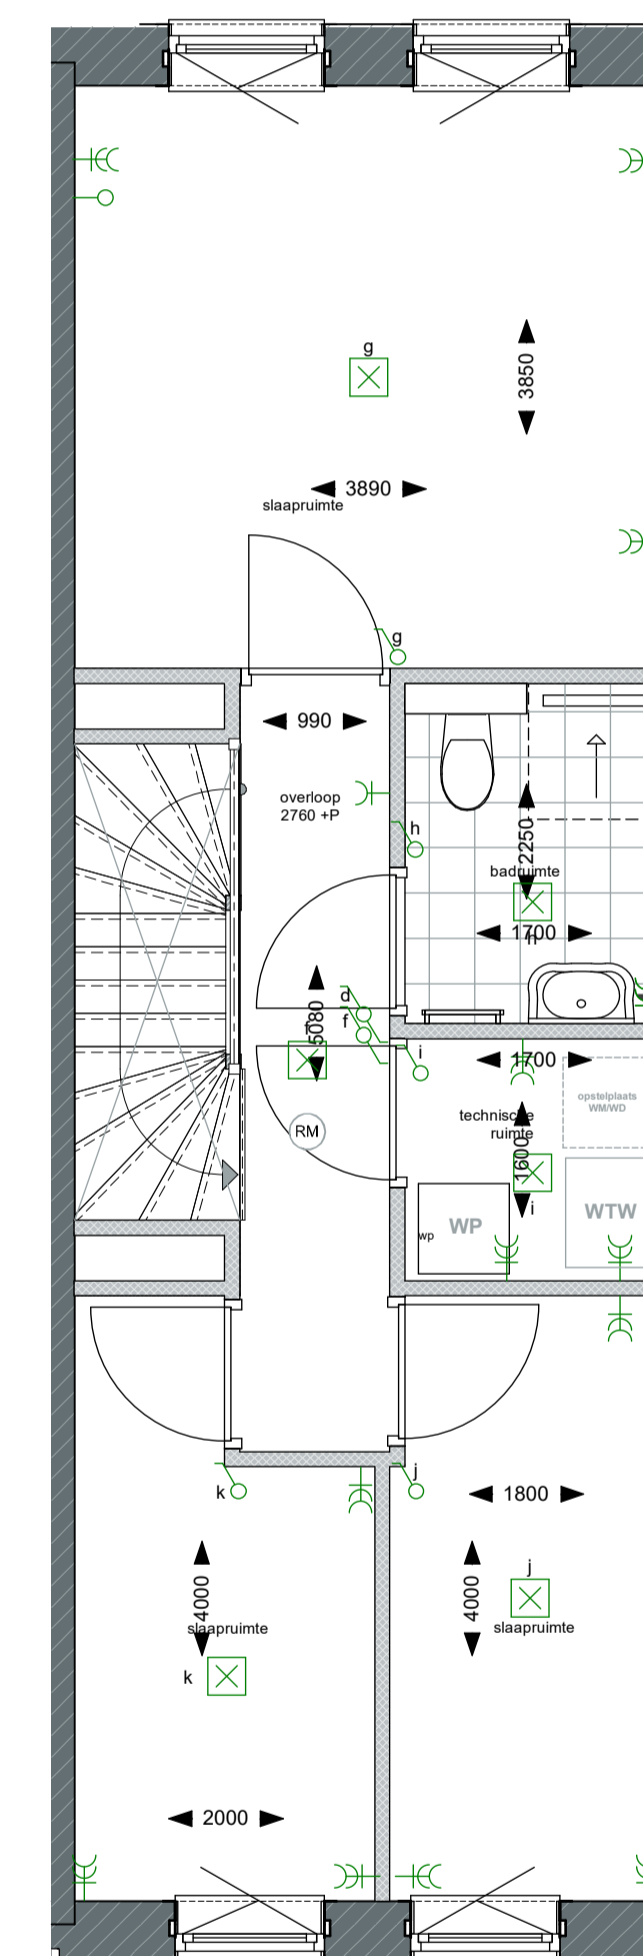 g
3850
3890
slaapruimte
g
990
overloop
2760 +P
h
2250
badruimte
1700
h
d
f
5080
f
i
1700
opstelplaats
WM/WD
technische
ruimte
1600
RM
i
WP
wp
WTW
k
j
1800
4000
slaapruimte
k
4000
j
slaapruimte
2000